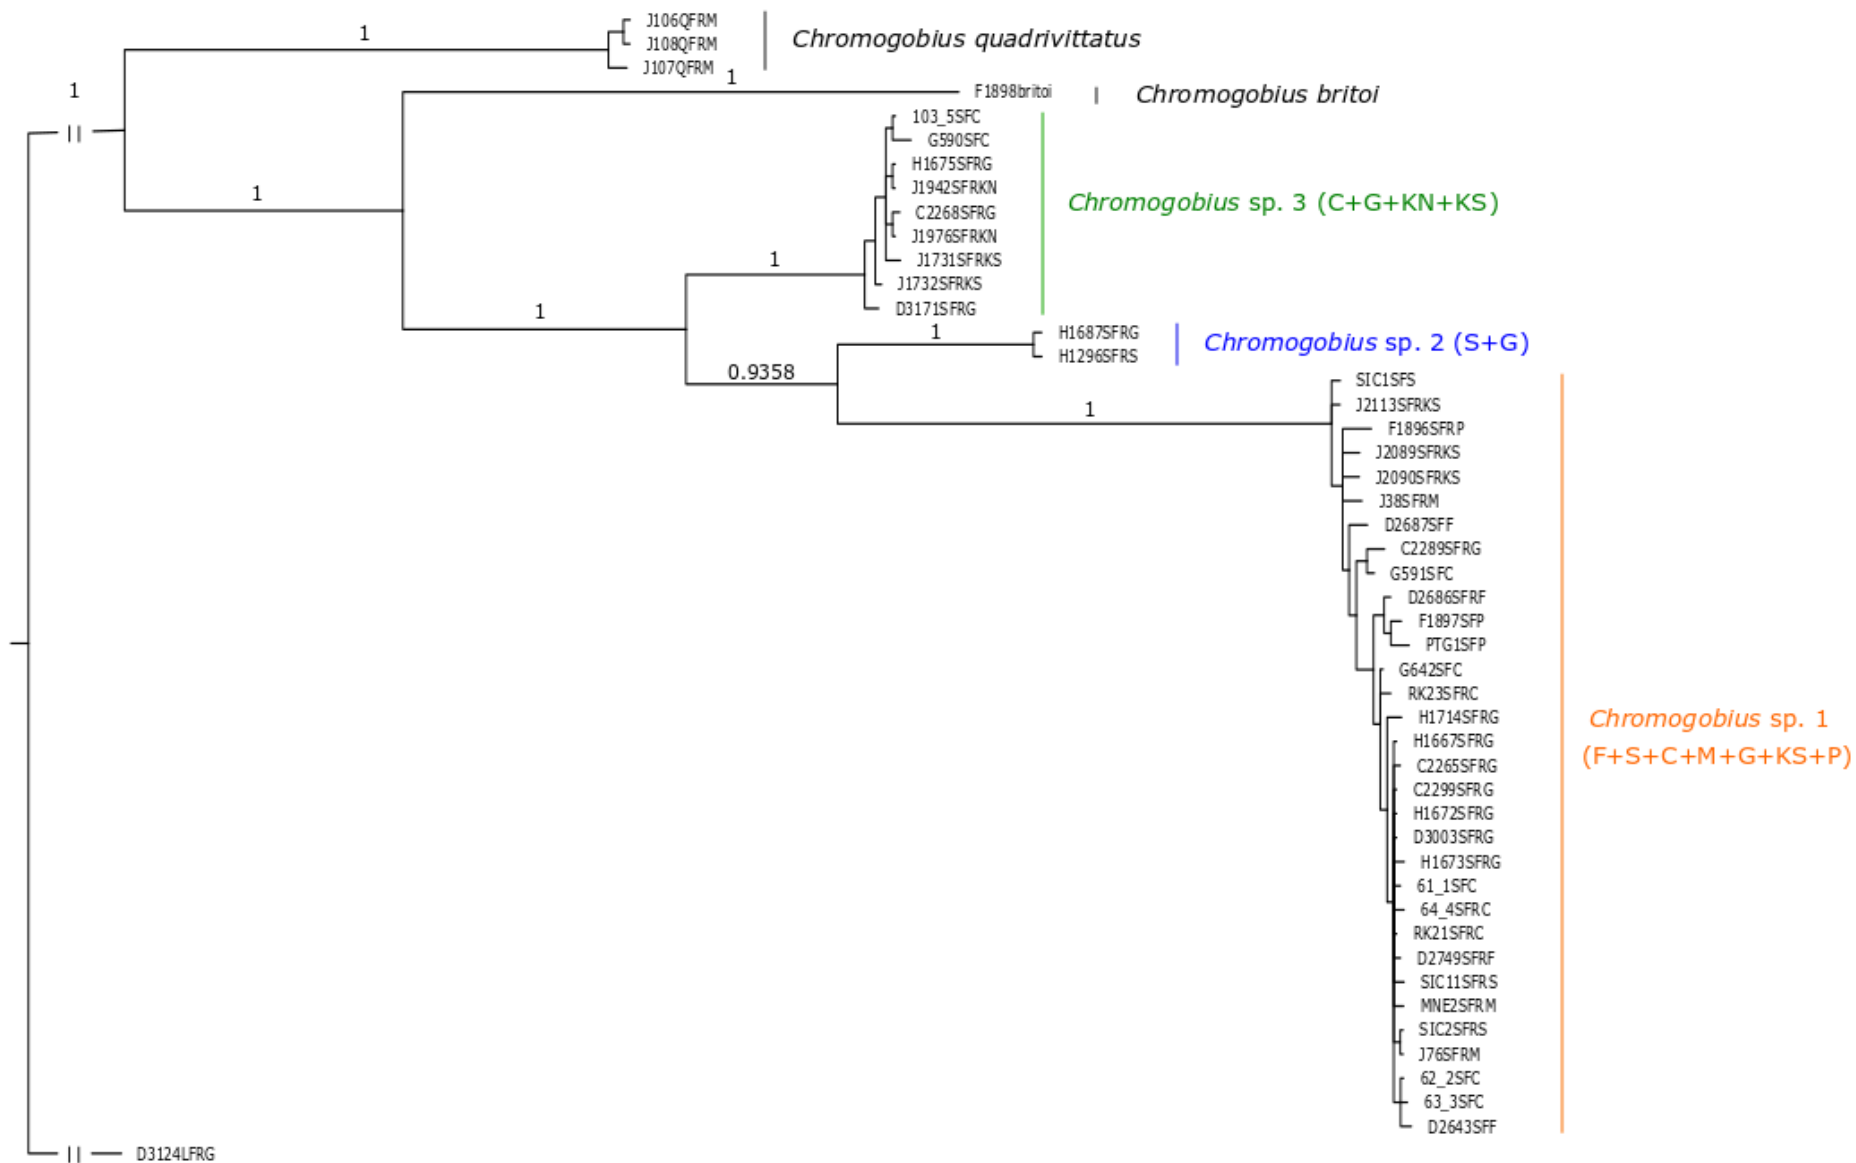 J106QFRM
1
Chromogobius quadrivittatus
J108QFRM
J107QFRM
1
1
F1898britoi
Chromogobius britoi
103_5SFC
G590SFC
H1675SFRG
J1942SFRKN
1
Chromogobius sp. 3 (C+G+KN+KS)
C2268SFRG
J1976SFRKN
1
J1731SFRKS
J1732SFRKS
D3171SFRG
1
1
H1687SFRG
Chromogobius sp. 2 (S+G)
H1296SFRS
0.9358
SIC1SFS
J2113SFRKS
1
F1896SFRP
J2089SFRKS
J2090SFRKS
J38SFRM
D2687SFF
C2289SFRG
G591SFC
D2686SFRF
F1897SFP
PTG1SFP
G642SFC
RK23SFRC
H1714SFRG
Chromogobius sp. 1
H1667SFRG
(F+S+C+M+G+KS+P)
C2265SFRG
C2299SFRG
H1672SFRG
D3003SFRG
H1673SFRG
61_1SFC
64_4SFRC
RK21SFRC
D2749SFRF
SIC11SFRS
MNE2SFRM
SIC2SFRS
J76SFRM
62_2SFC
63_3SFC
D2643SFF
D3124LFRG